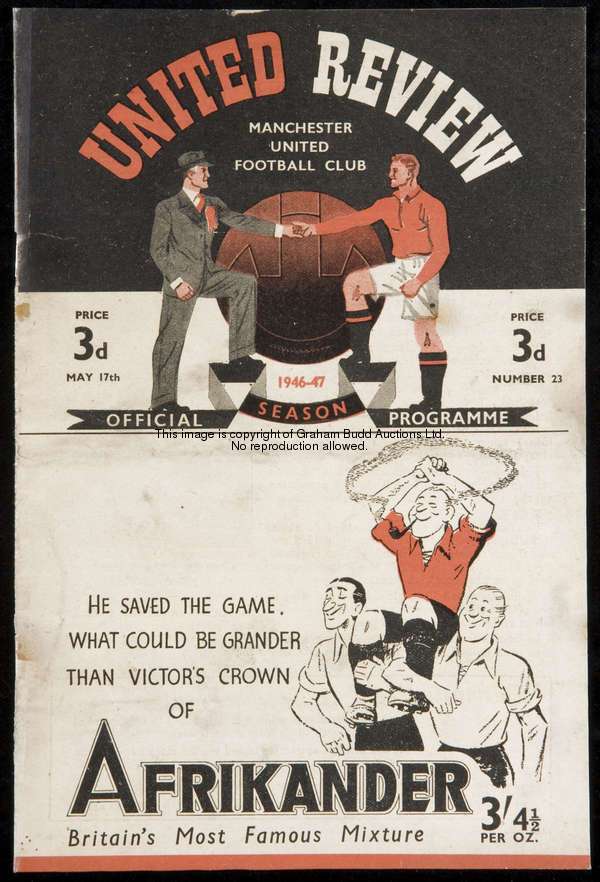 UNITED REVIEW
MANCHESTER
UNITED
FOOTBALL CLUB
PRICE
3d
MAY 17th
PRICE
3d
NUMBER 23
1946-47
OFFICIAL SEASON PROGRAMME
This image is copyright of Graham Budd Auctions Ltd.
No reproduction allowed.
HE SAVED THE GAME.
WHAT COULD BE GRANDER
THAN VICTOR'S CROWN
OF
AFRIKANDER
Britain's Most Famous Mixture
3/4½
PER OZ.